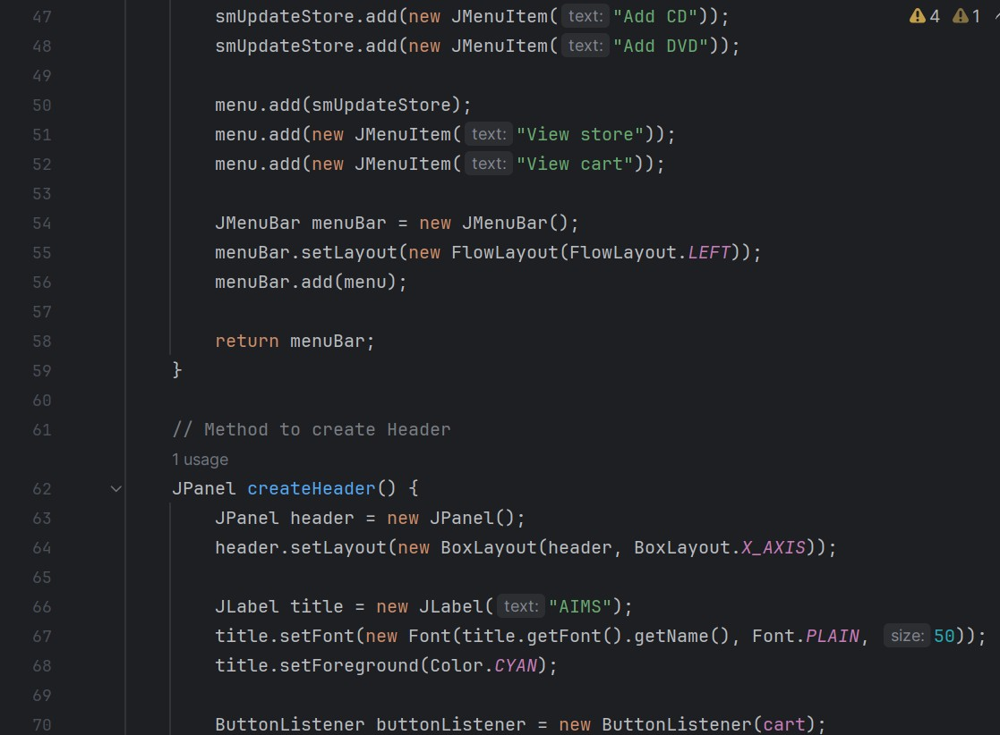 47 smUpdateStore.add(new JMenuItem( text: "Add CD")); 4 1
48 smUpdateStore.add(new JMenuItem( text: "Add DVD"));
49
50 menu.add(smUpdateStore);
51 menu.add(new JMenuItem( text: "View store"));
52 menu.add(new JMenuItem( text: "View cart"));
53
54 JMenuBar menuBar = new JMenuBar();
55 menuBar.setLayout(new FlowLayout(FlowLayout.LEFT));
56 menuBar.add(menu);
57
58 return menuBar;
59 }
60
61 // Method to create Header
1 usage
62 JPanel createHeader() {
63 JPanel header = new JPanel();
64 header.setLayout(new BoxLayout(header, BoxLayout.X_AXIS));
65
66 JLabel title = new JLabel( text: "AIMS");
67 title.setFont(new Font(title.getFont().getName(), Font.PLAIN, size: 50));
68 title.setForeground(Color.CYAN);
69
70 ButtonListener buttonListener = new ButtonListener(cart);